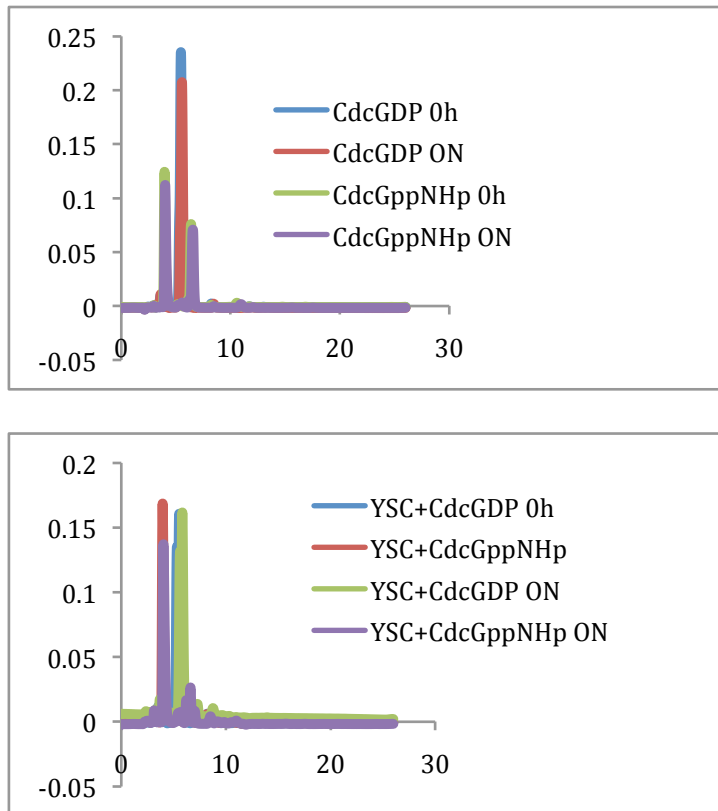 0.25
0.2
0.15
0.1
0.05
0
-0.05
0 10 20 30
CdcGDP 0h
CdcGDP ON
CdcGppNHp 0h
CdcGppNHp ON
0.2
0.15
0.1
0.05
0
-0.05
0 10 20 30
YSC+CdcGDP 0h
YSC+CdcGppNHp
YSC+CdcGDP ON
YSC+CdcGppNHp ON